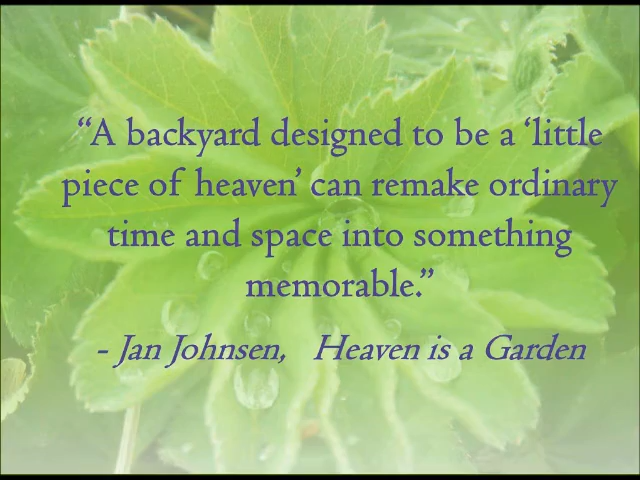 “A backyard designed to be a ‘little
piece of heaven’ can remake ordinary
time and space into something
memorable.”
- Jan Johnsen, Heaven is a Garden